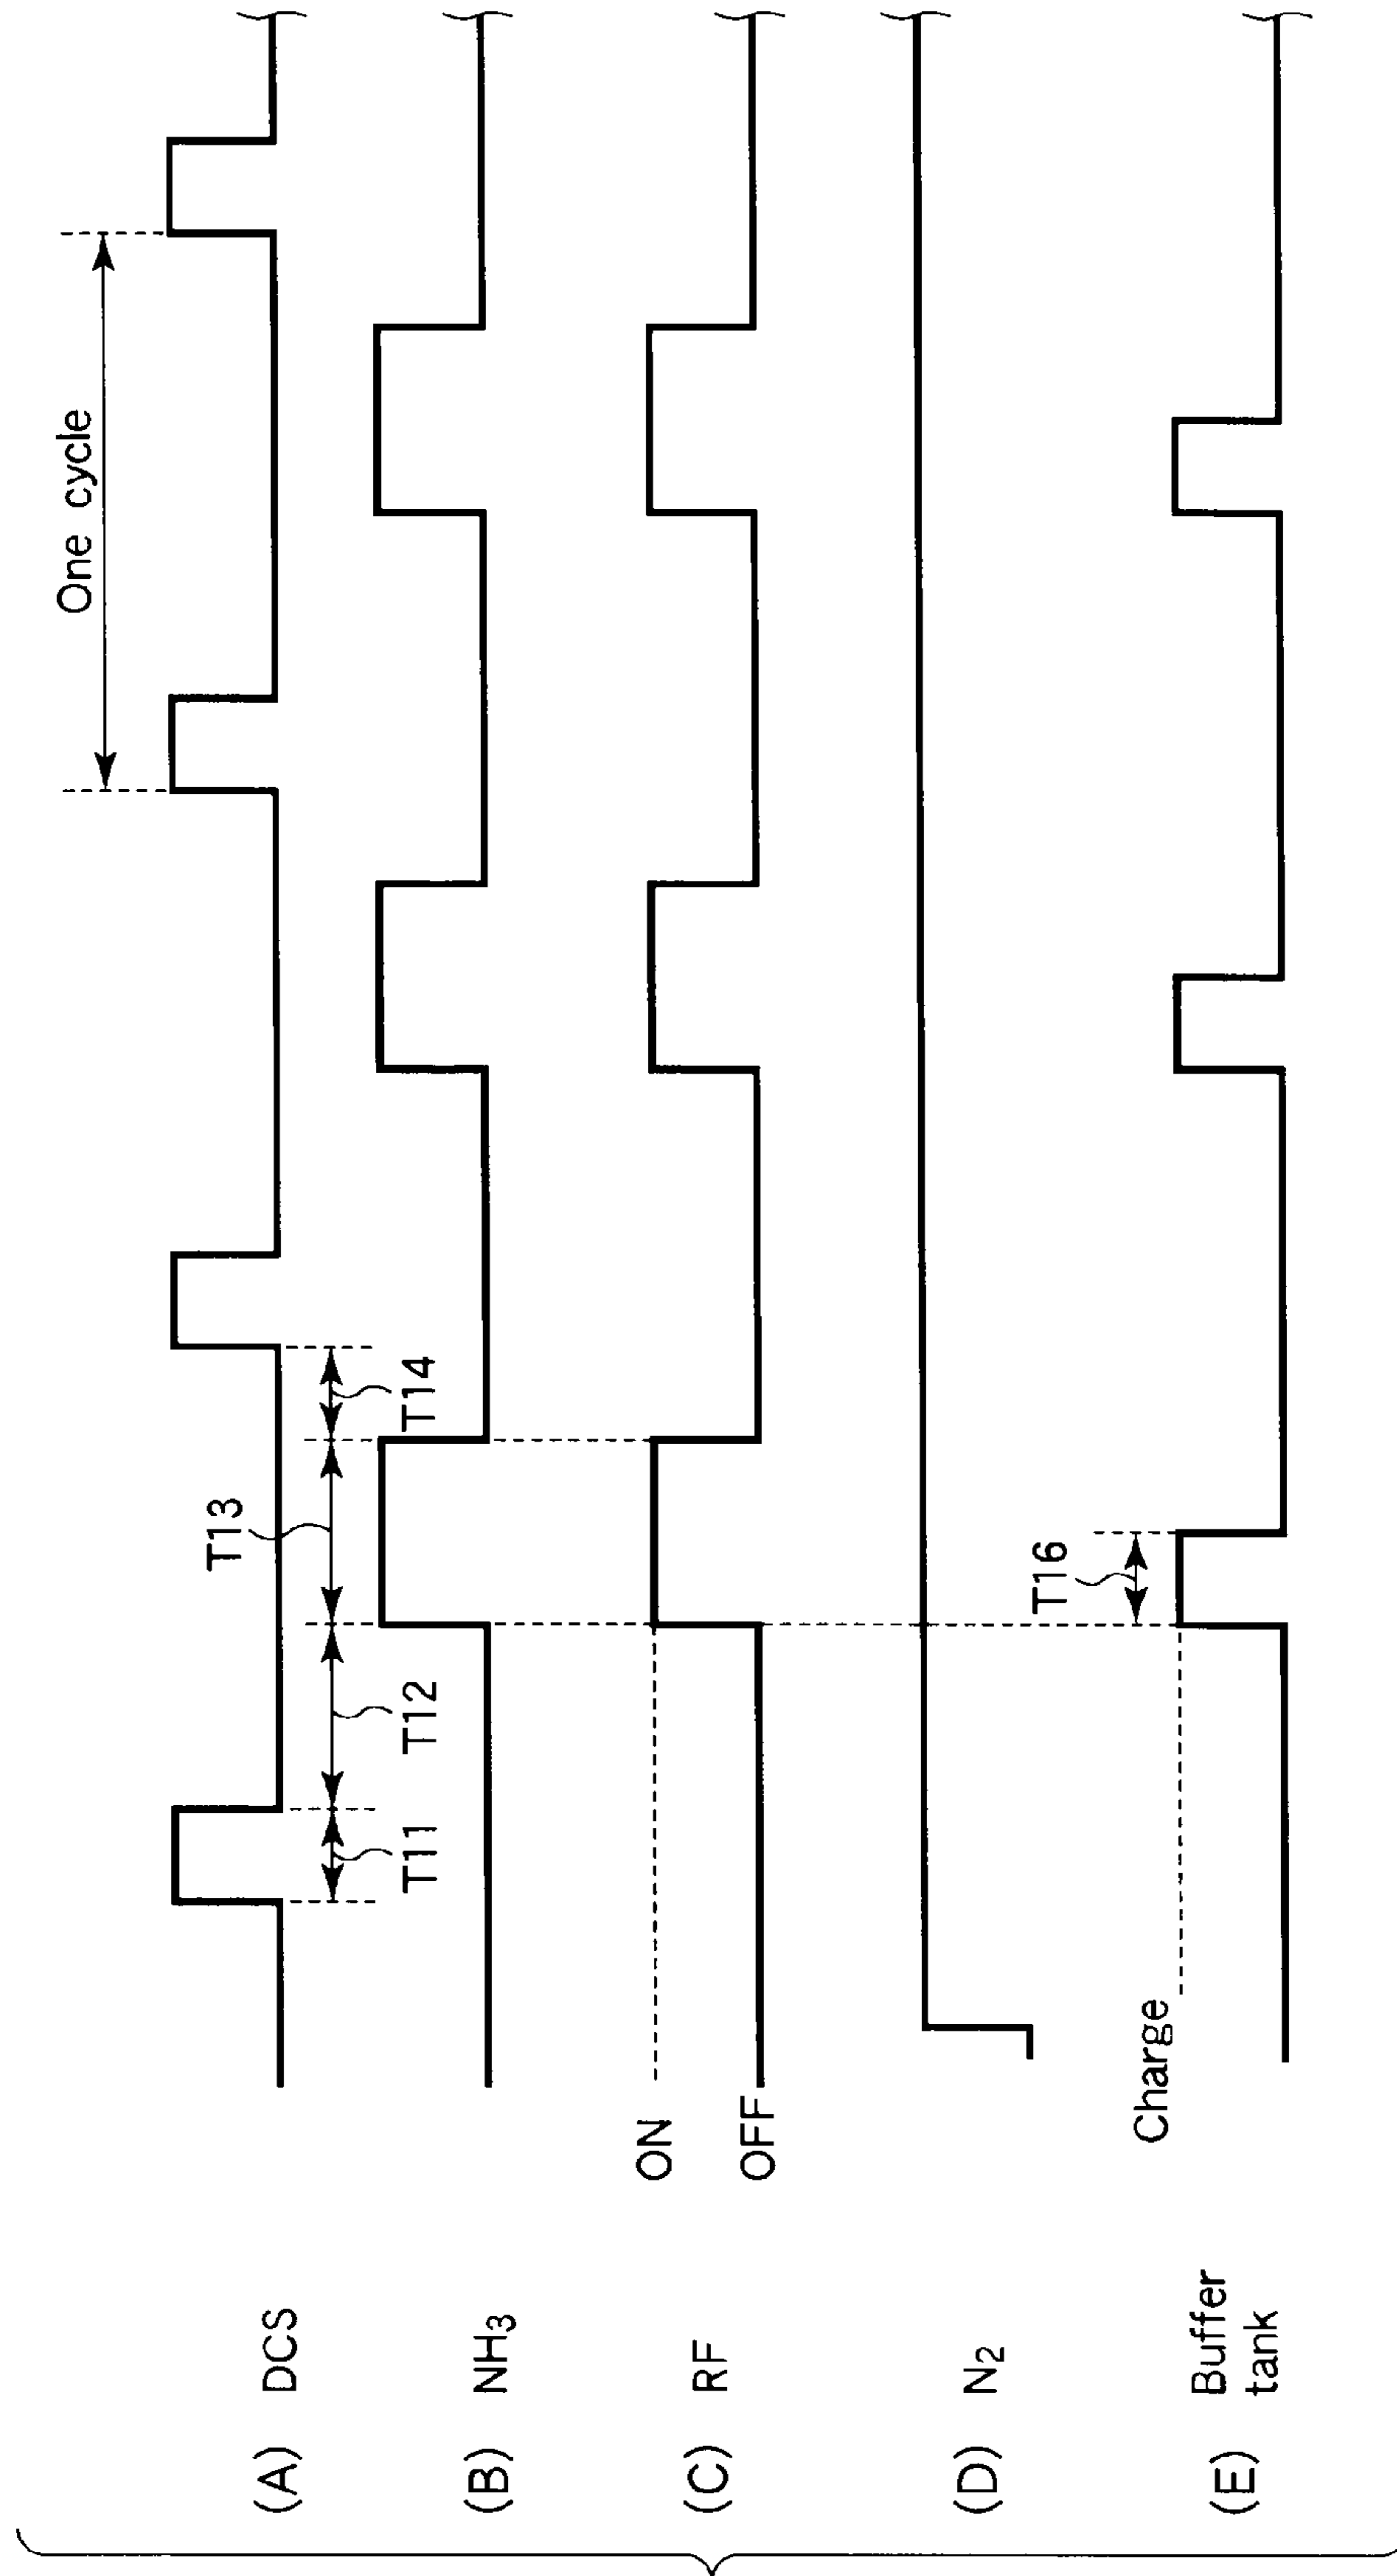 One cycle
(A) DCS
T11
T12
T13
T14
(B) NH3
(C) RF
ON
OFF
(D) N2
(E) Buffer
tank
Charge
T16